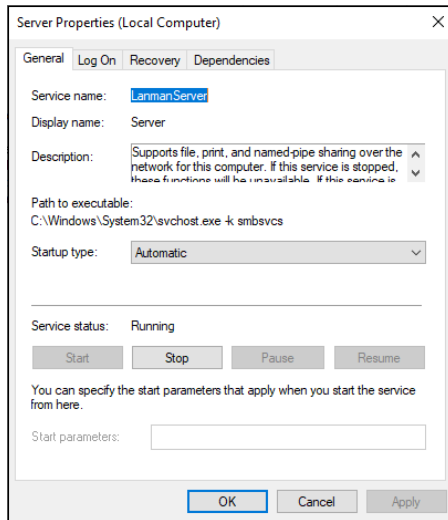 Server Properties (Local Computer)
General Log On Recovery Dependencies
Service name: LanmanServer
Display name: Server
Description: Supports file, print, and named-pipe sharing over the
network for this computer. If this service is stopped,
these functions will be unavailable. If this service is
Path to executable:
C:\Windows\System32\svchost.exe -k smbsvcs
Startup type: Automatic
Service status: Running
Start Stop Pause Resume
You can specify the start parameters that apply when you start the service
from here.
Start parameters:
OK Cancel Apply